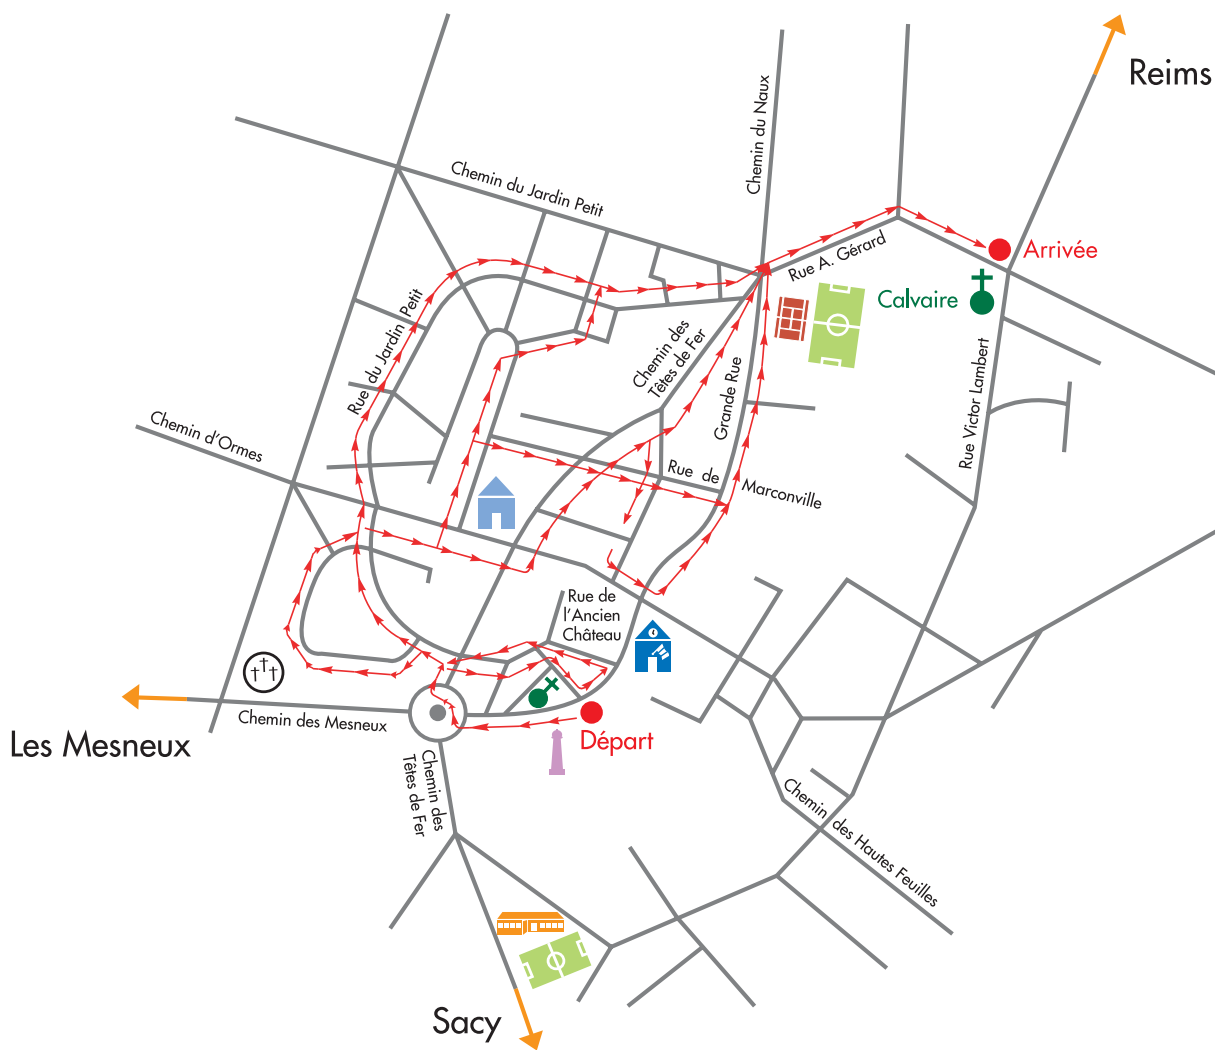 Reims
Chemin du Naux
Chemin du Jardin Petit
Rue A. Gérard
Arrivée
Calvaire
Rue du Jardin Petit
Chemin des
Têtes de Fer
Grande Rue
Rue Victor Lambert
Chemin d'Ormes
Rue de Marconville
Rue de
l'Ancien
Château
Chemin des Mesneux
Les Mesneux
Départ
Chemin des
Têtes de Fer
Chemin des Hautes Feuilles
Sacy